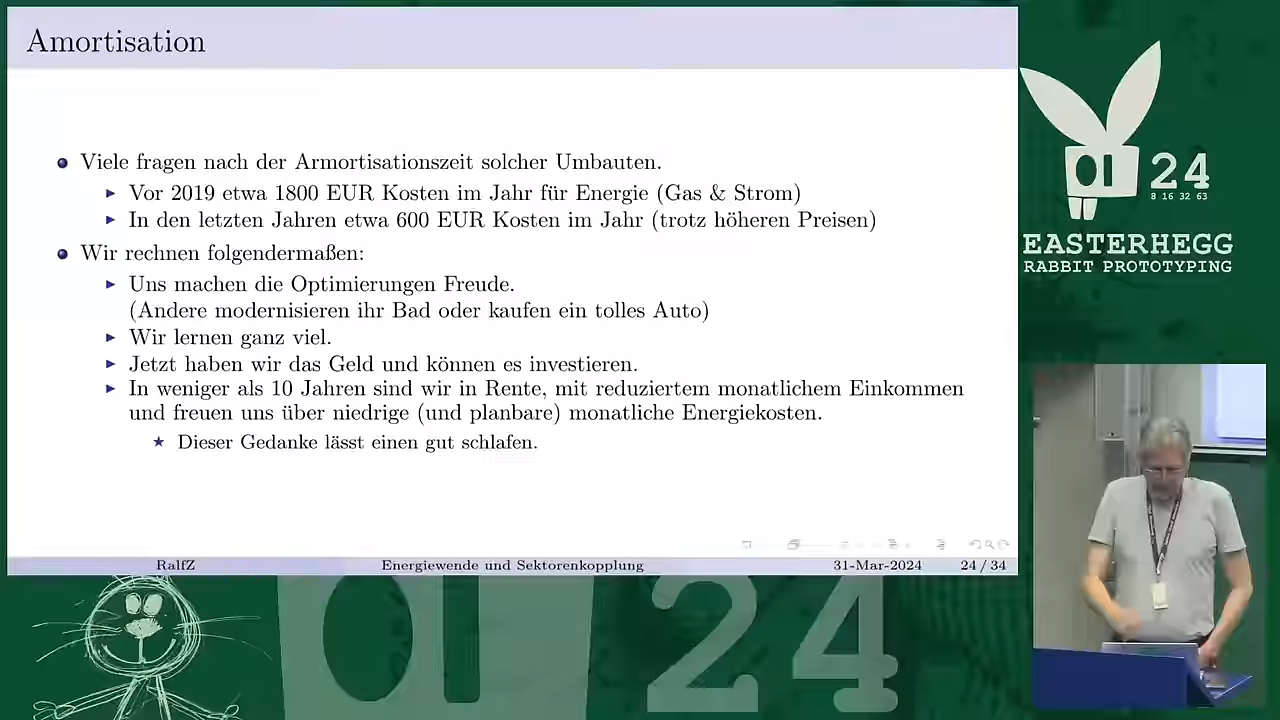 Amortisation
Viele fragen nach der Armortisationszeit solcher Umbauten.
Vor 2019 etwa 1800 EUR Kosten im Jahr für Energie (Gas & Strom)
In den letzten Jahren etwa 600 EUR Kosten im Jahr (trotz höheren Preisen)
Wir rechnen folgendermaßen:
Uns machen die Optimierungen Freude.
(Andere modernisieren ihr Bad oder kaufen ein tolles Auto)
Wir lernen ganz viel.
Jetzt haben wir das Geld und können es investieren.
In weniger als 10 Jahren sind wir in Rente, mit reduziertem monatlichem Einkommen
und freuen uns über niedrige (und planbare) monatliche Energiekosten.
Dieser Gedanke lässt einen gut schlafen.
RalfZ Energiewende und Sektorenkopplung 31-Mar-2024 24 / 34
24
8 16 32 63
EASTERHEGG
RABBIT PROTOTYPING
24